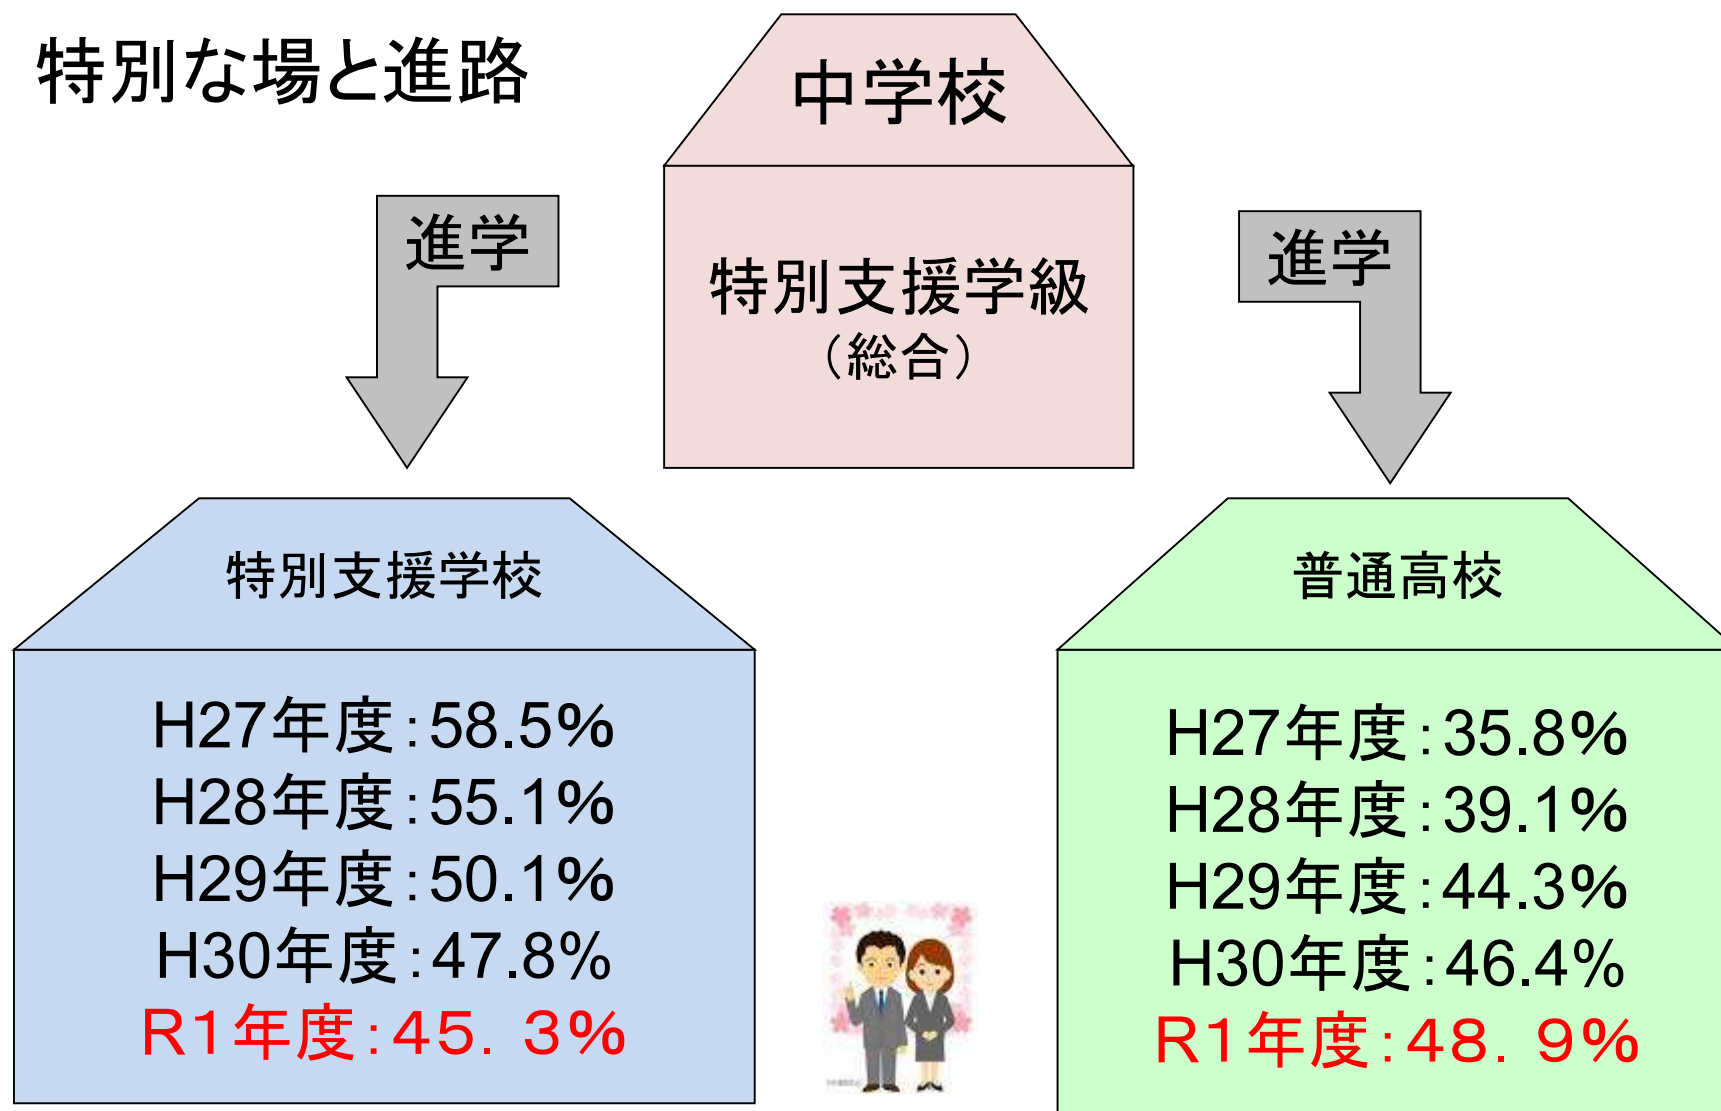 特別な場と進路
中学校
特別支援学級
（総合）
進学
進学
特別支援学校
H27年度：58.5%
H28年度：55.1%
H29年度：50.1%
H30年度：47.8%
R1年度：４５．３%
普通高校
H27年度：35.8%
H28年度：39.1%
H29年度：44.3%
H30年度：46.4%
R1年度：４８．９%